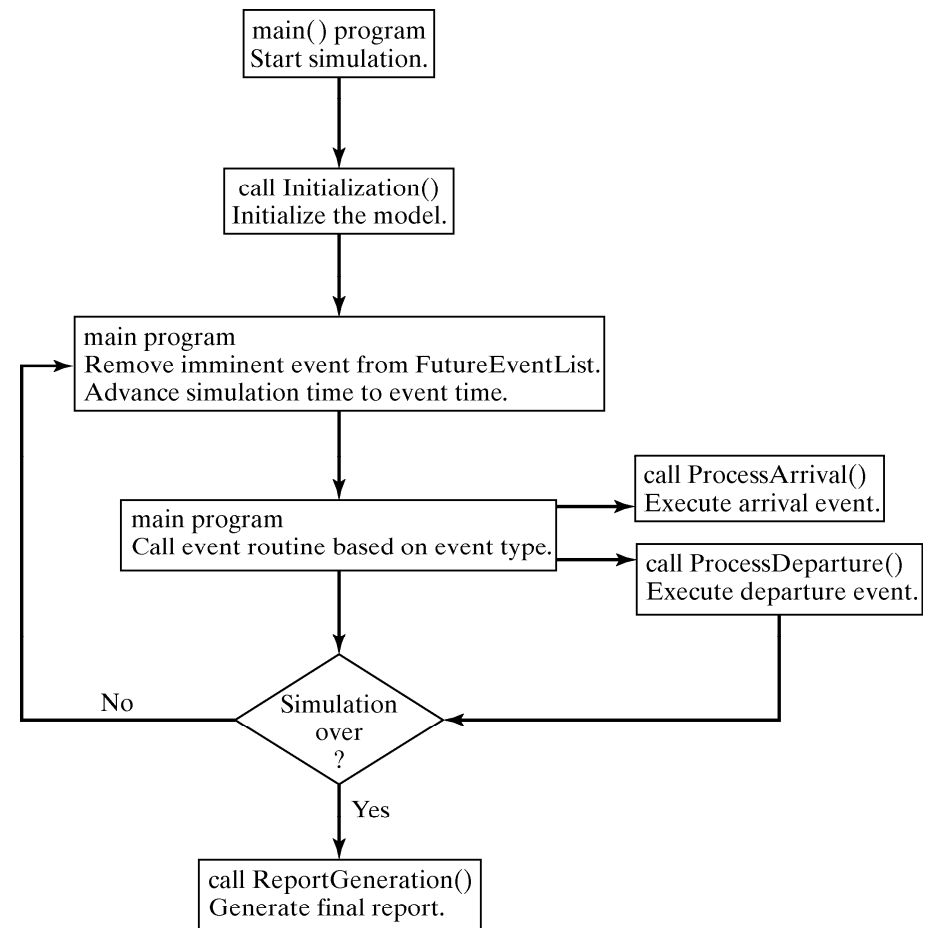 main() program
Start simulation.
call Initialization()
Initialize the model.
main program
Remove imminent event from FutureEventList.
Advance simulation time to event time.
main program
Call event routine based on event type.
call ProcessArrival()
Execute arrival event.
call ProcessDeparture()
Execute departure event.
No
Simulation
over
?
Yes
call ReportGeneration()
Generate final report.